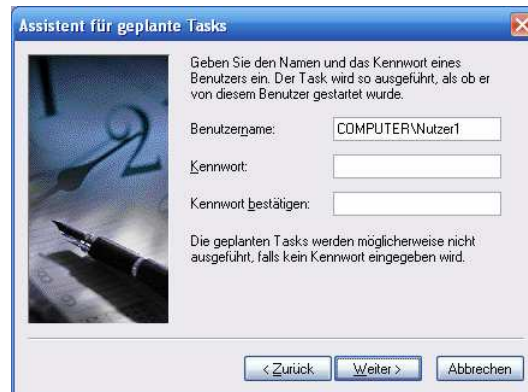 Assistent für geplante Tasks
Geben Sie den Namen und das Kennwort eines
Benutzers ein. Der Task wird so ausgeführt, als ob er
von diesem Benutzer gestartet wurde.
Benutzername: COMPUTER\Nutzer1
Kennwort:
Kennwort bestätigen:
Die geplanten Tasks werden möglicherweise nicht
ausgeführt, falls kein Kennwort eingegeben wird.
< Zurück Weiter > Abbrechen
12